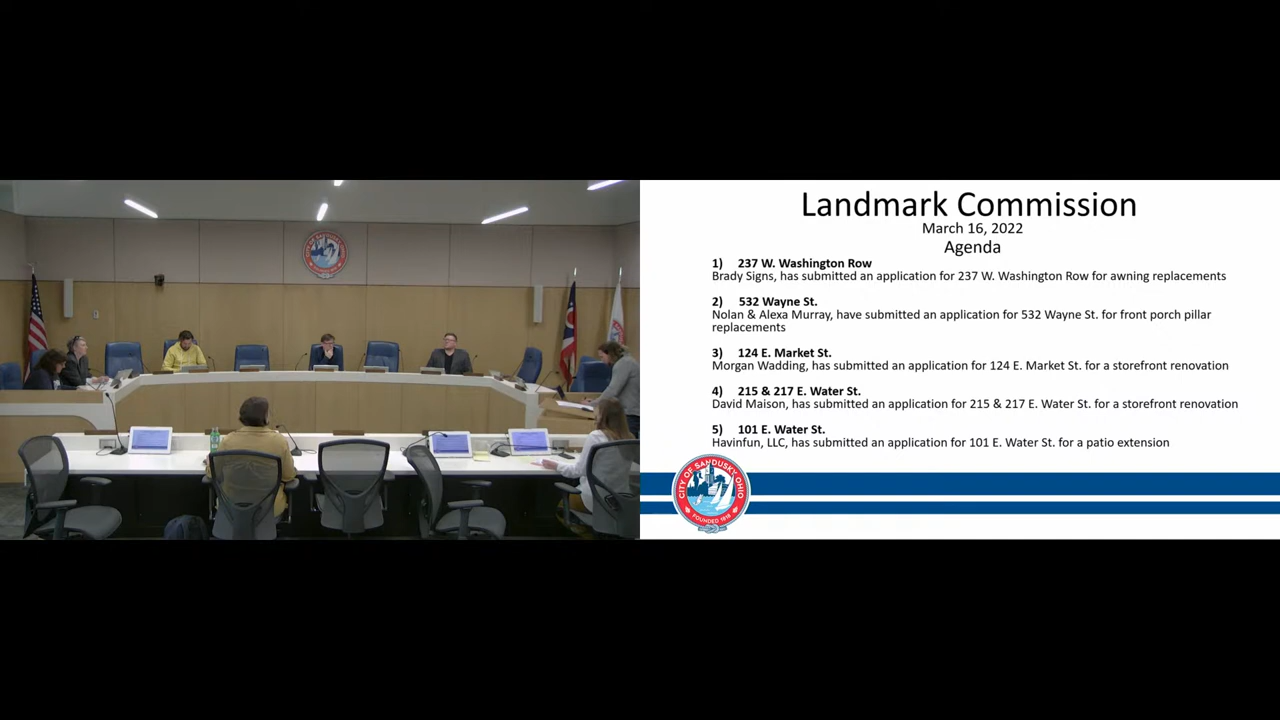 CITY OF SANDUSKY
Landmark Commission
March 16, 2022
Agenda
1) 237 W. Washington Row
Brady Signs, has submitted an application for 237 W. Washington Row for awning replacements
2) 532 Wayne St.
Nolan & Alexa Murray, have submitted an application for 532 Wayne St. for front porch pillar
replacements
3) 124 E. Market St.
Morgan Wadding, has submitted an application for 124 E. Market St. for a storefront renovation
4) 215 & 217 E. Water St.
David Maison, has submitted an application for 215 & 217 E. Water St. for a storefront renovation
5) 101 E. Water St.
Havinfun, LLC, has submitted an application for 101 E. Water St. for a patio extension
CITY OF SANDUSKY, OHIO
FOUNDED 1818